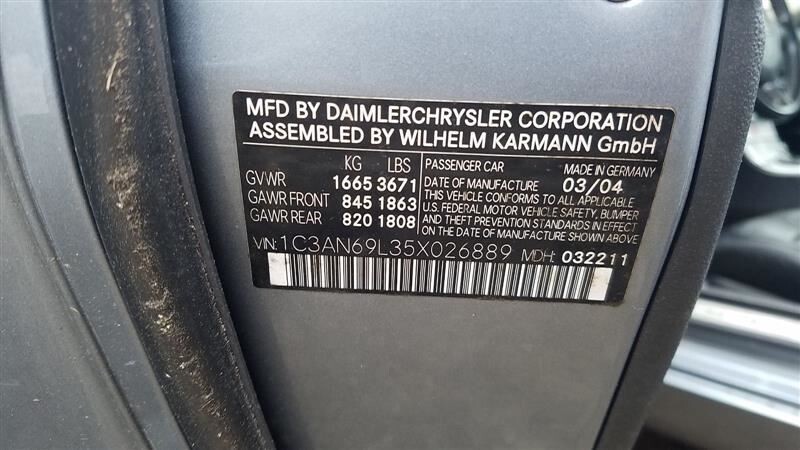 MFD BY DAIMLERCHRYSLER CORPORATION
ASSEMBLED BY WILHELM KARMANN GmbH
KG LBS
GVWR 1665 3671
GAWR FRONT 845 1863
GAWR REAR 820 1808
PASSENGER CAR MADE IN GERMANY
DATE OF MANUFACTURE 03/04
THIS VEHICLE CONFORMS TO ALL APPLICABLE
U.S. FEDERAL MOTOR VEHICLE SAFETY, BUMPER
AND THEFT PREVENTION STANDARDS IN EFFECT
ON THE DATE OF MANUFACTURE SHOWN ABOVE.
VIN: 1C3AN69L35X026889 MDH: 032211